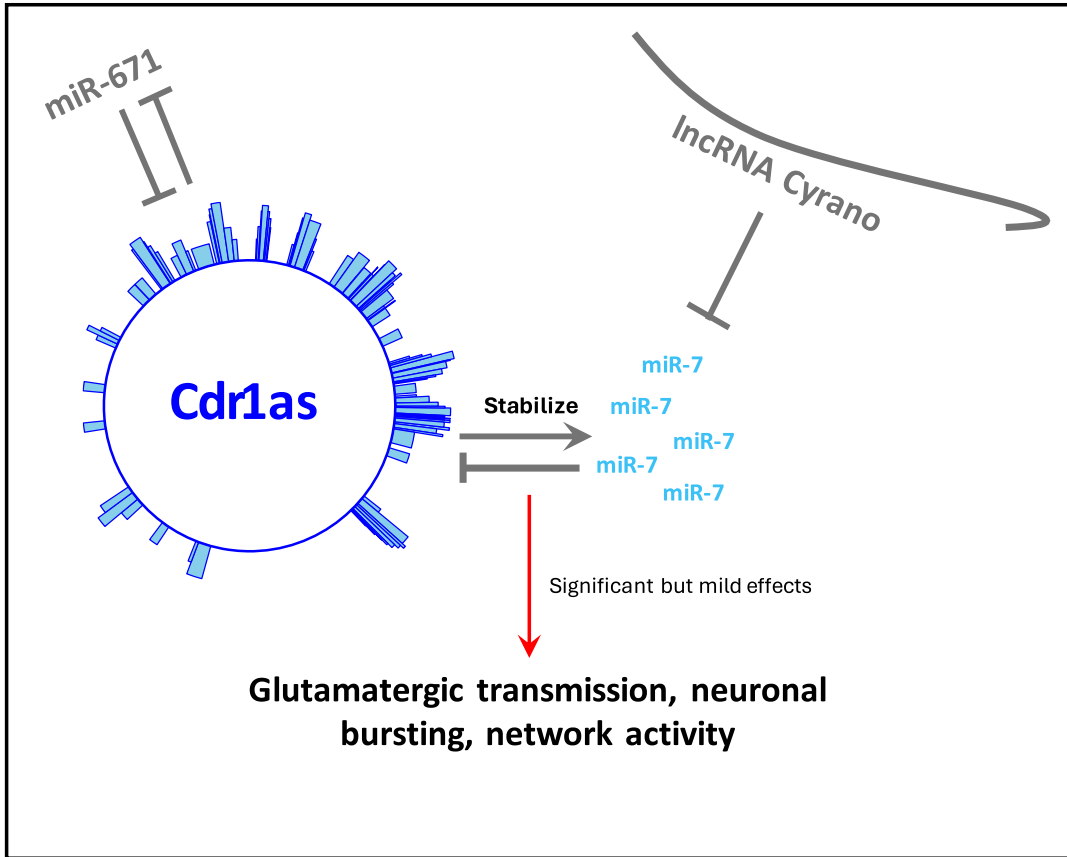 miR-671
lncRNA Cyrano
Cdr1as
miR-7
Stabilize
miR-7
miR-7
miR-7
miR-7
Significant but mild effects
Glutamatergic transmission, neuronal
bursting, network activity